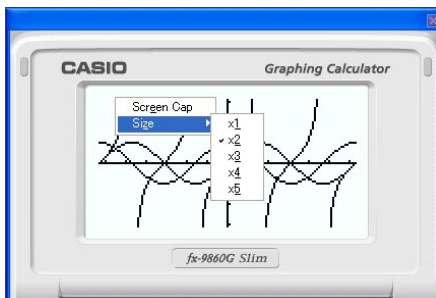 CASIO
Graphing Calculator
Screen Cap
Size
x1
✓x2
x3
x4
x5
fx-9860G Slim